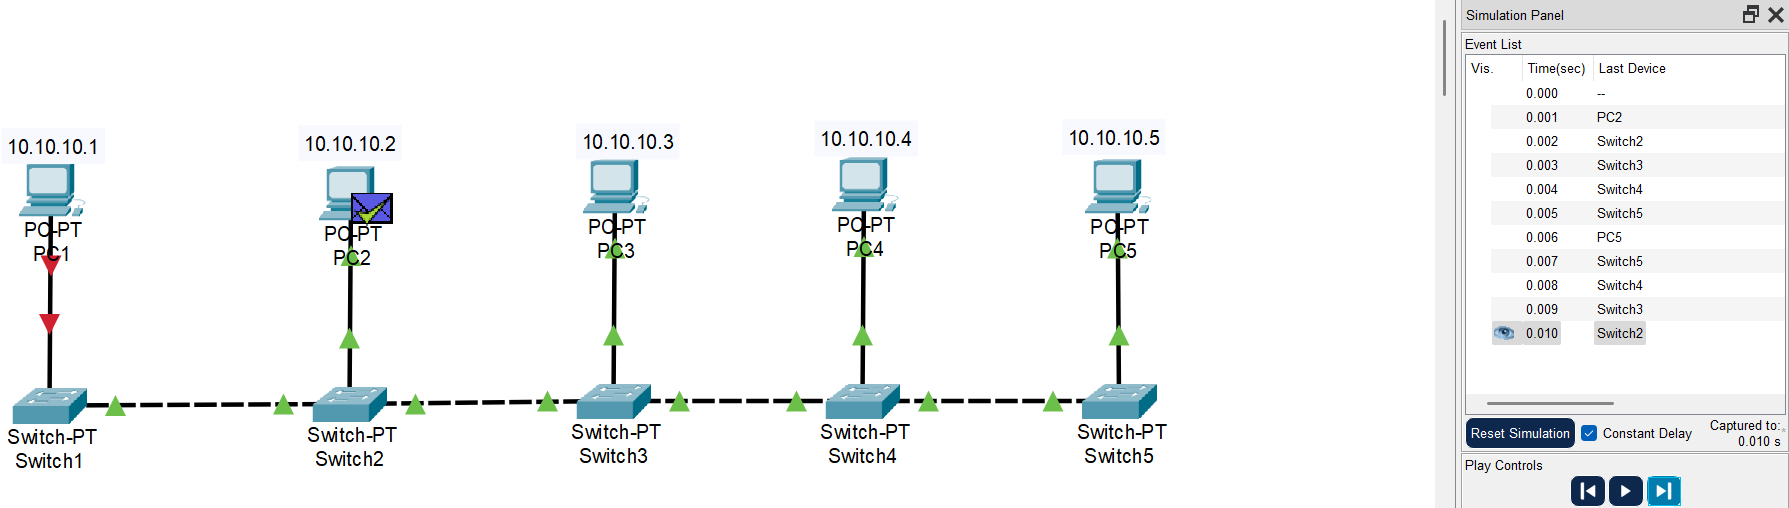 10.10.10.1
10.10.10.2
10.10.10.3
10.10.10.4
10.10.10.5
PC-PT
PC1
PC-PT
PC2
PC-PT
PC3
PC-PT
PC4
PC-PT
PC5
Switch-PT
Switch1
Switch-PT
Switch2
Switch-PT
Switch3
Switch-PT
Switch4
Switch-PT
Switch5
Simulation Panel
Event List
Vis. Time(sec) Last Device
0.000 --
0.001 PC2
0.002 Switch2
0.003 Switch3
0.004 Switch4
0.005 Switch5
0.006 PC5
0.007 Switch5
0.008 Switch4
0.009 Switch3
0.010 Switch2
Reset Simulation Constant Delay Captured to:*
0.010 s
Play Controls